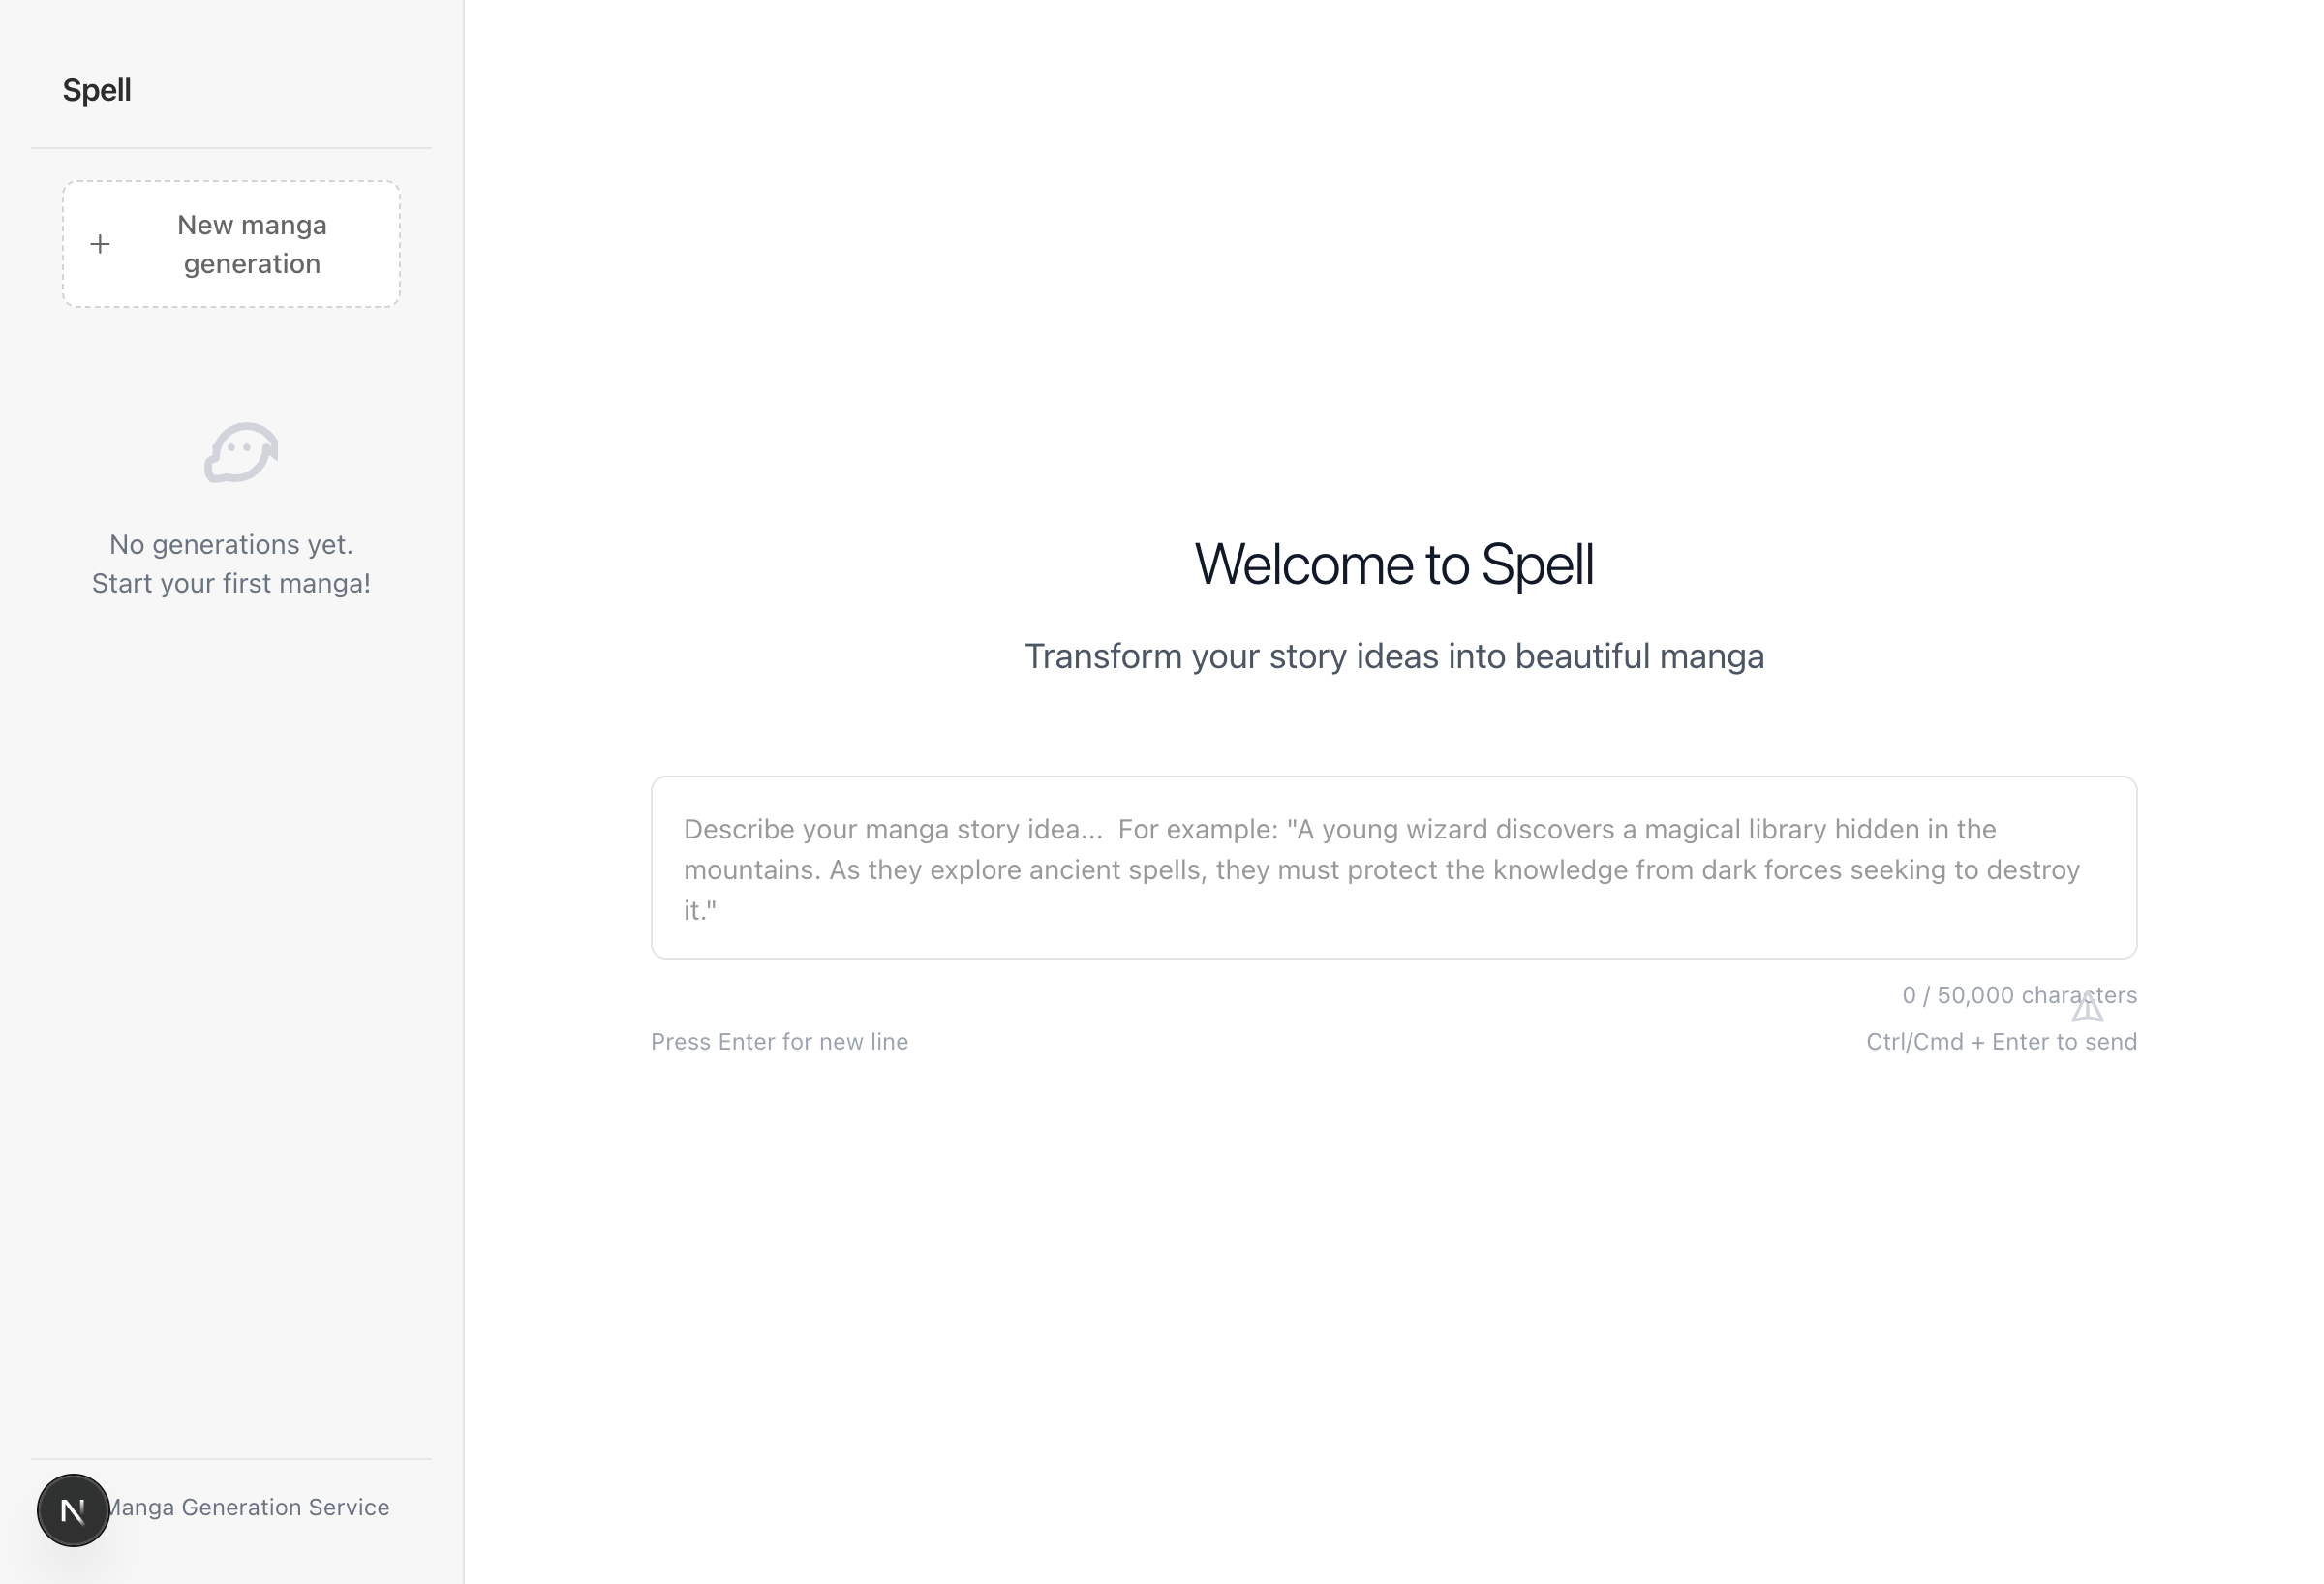 Spell
+ New manga
generation
No generations yet.
Start your first manga!
Welcome to Spell
Transform your story ideas into beautiful manga
Describe your manga story idea... For example: "A young wizard discovers a magical library hidden in the
mountains. As they explore ancient spells, they must protect the knowledge from dark forces seeking to destroy
it."
0 / 50,000 characters
Press Enter for new line
Ctrl/Cmd + Enter to send
N
Manga Generation Service